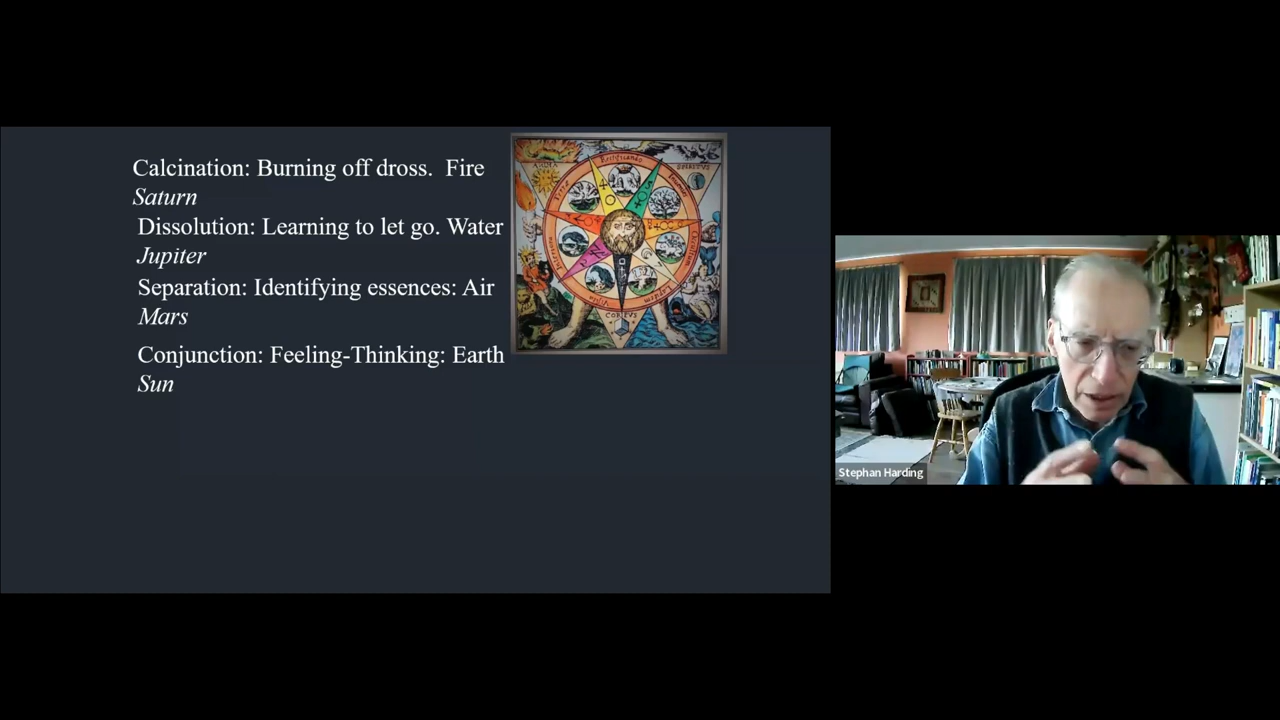 Calcination: Burning off dross.  Fire
Saturn
Dissolution: Learning to let go. Water
Jupiter
Separation: Identifying essences: Air
Mars
Conjunction: Feeling-Thinking: Earth
Sun
Stephan Harding